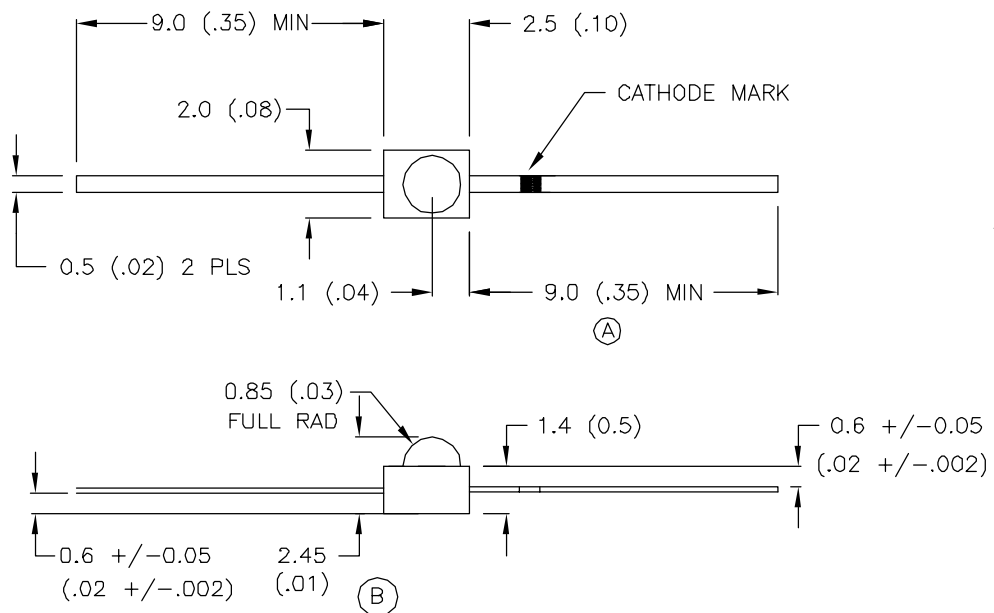 9.0 (.35) MIN
2.5 (.10)
CATHODE MARK
2.0 (.08)
0.5 (.02) 2 PLS
1.1 (.04)
9.0 (.35) MIN
A
0.85 (.03)
FULL RAD
1.4 (0.5)
0.6 +/-0.05
(.02 +/-.002)
0.6 +/-0.05
(.02 +/-.002)
2.45
(.01)
B